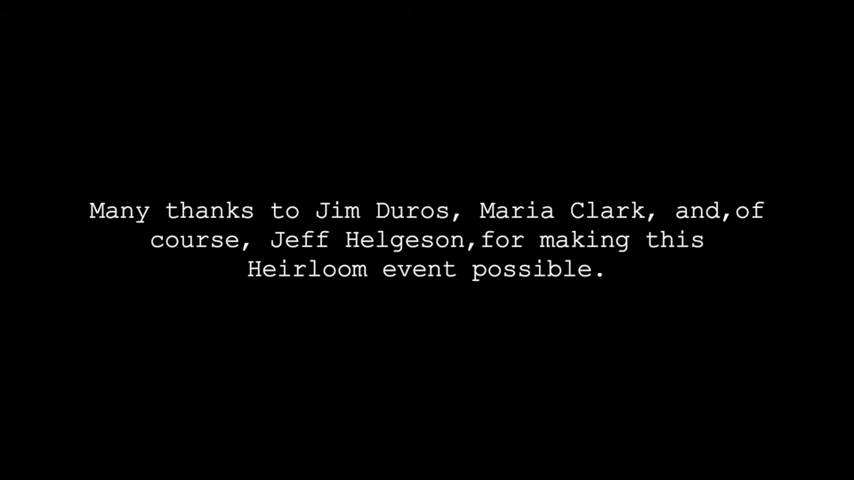 Many thanks to Jim Duros, Maria Clark, and,of
course, Jeff Helgeson,for making this
Heirloom event possible.